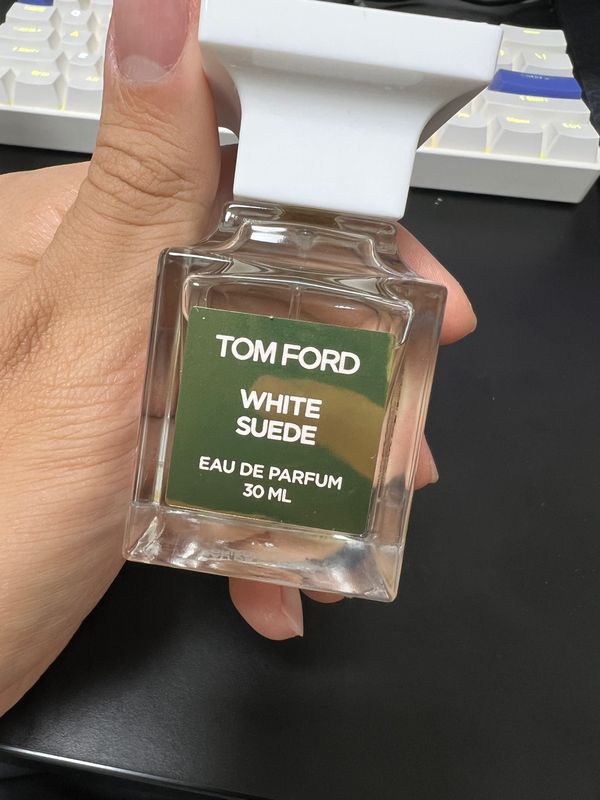 TOM FORD
WHITE
SUEDE
EAU DE PARFUM
30 ML